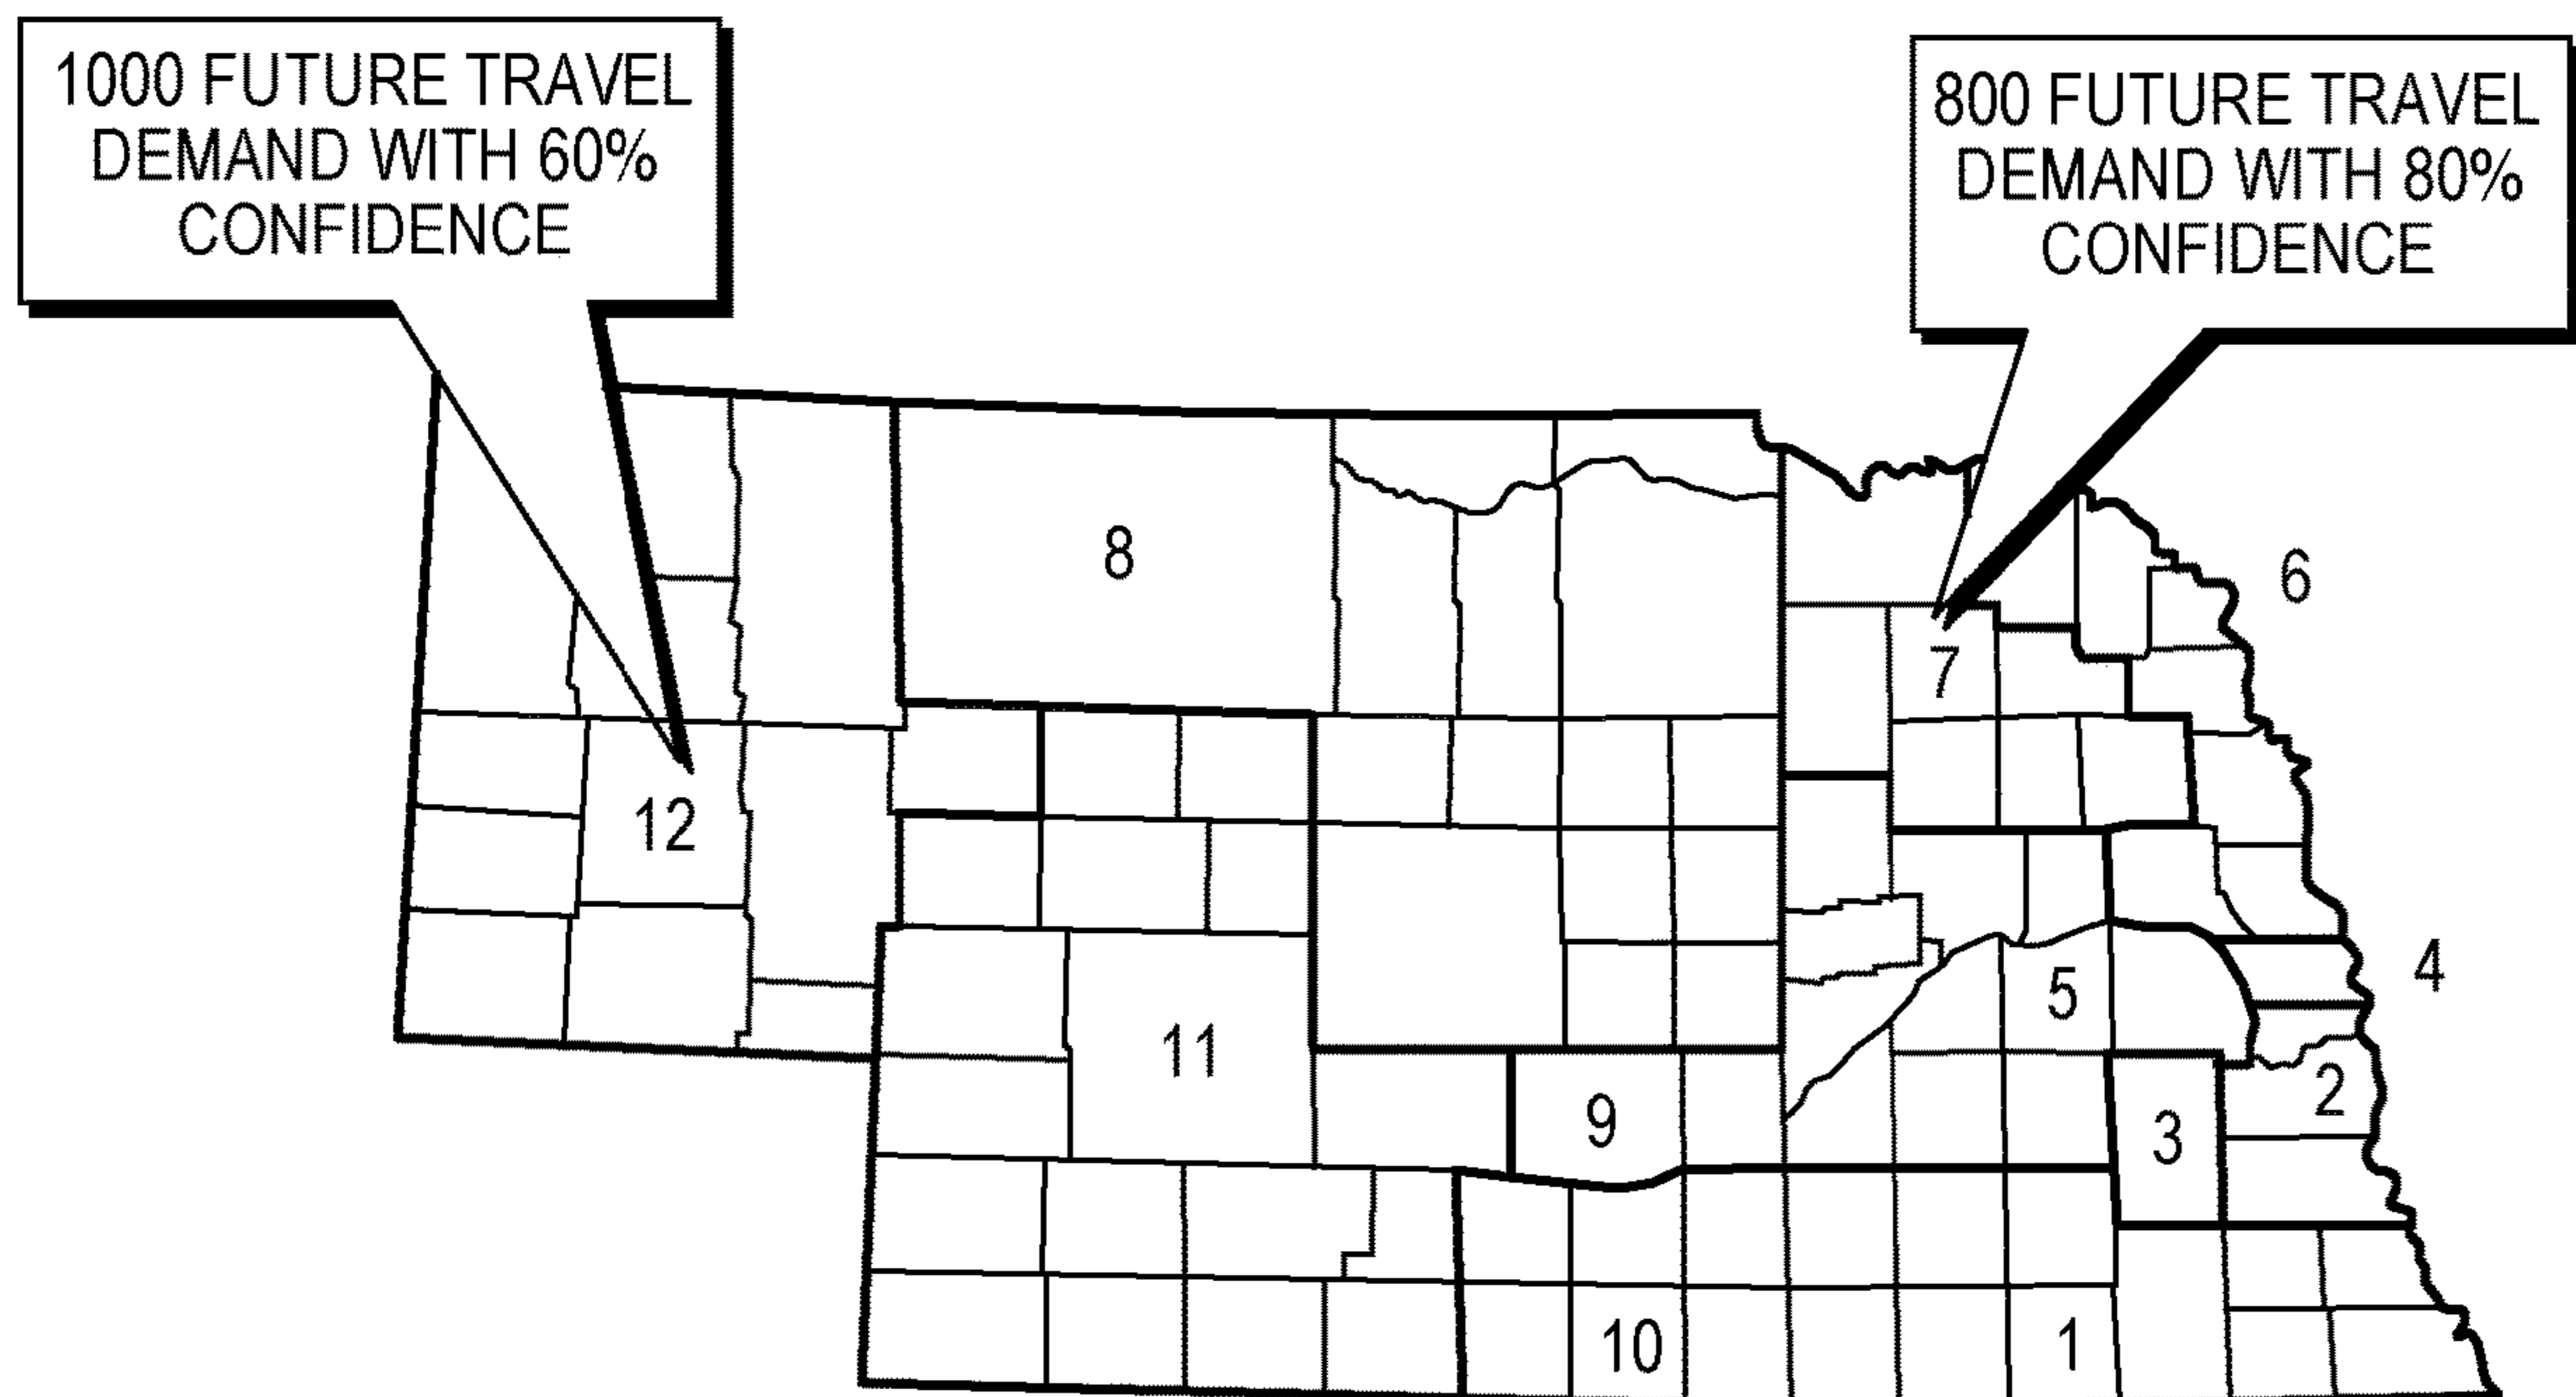 1000 FUTURE TRAVEL
DEMAND WITH 60%
CONFIDENCE
800 FUTURE TRAVEL
DEMAND WITH 80%
CONFIDENCE
8
6
7
12
4
5
11
2
9
3
10
1